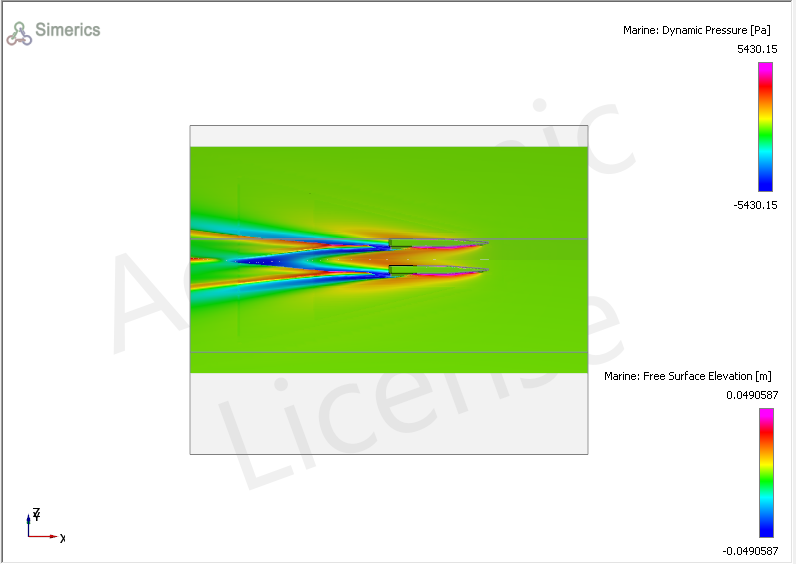 Simerics
Marine: Dynamic Pressure [Pa]
5430.15
-5430.15
Academic
License
Marine: Free Surface Elevation [m]
0.0490587
-0.0490587
Z
Y
X